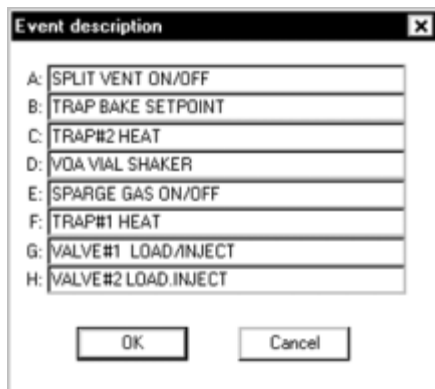 Event description
A: SPLIT VENT ON/OFF
B: TRAP BAKE SETPOINT
C: TRAP#2 HEAT
D: VOA VIAL SHAKER
E: SPARGE GAS ON/OFF
F: TRAP#1 HEAT
G: VALVE#1 LOAD/INJECT
H: VALVE#2 LOAD.INJECT
OK Cancel